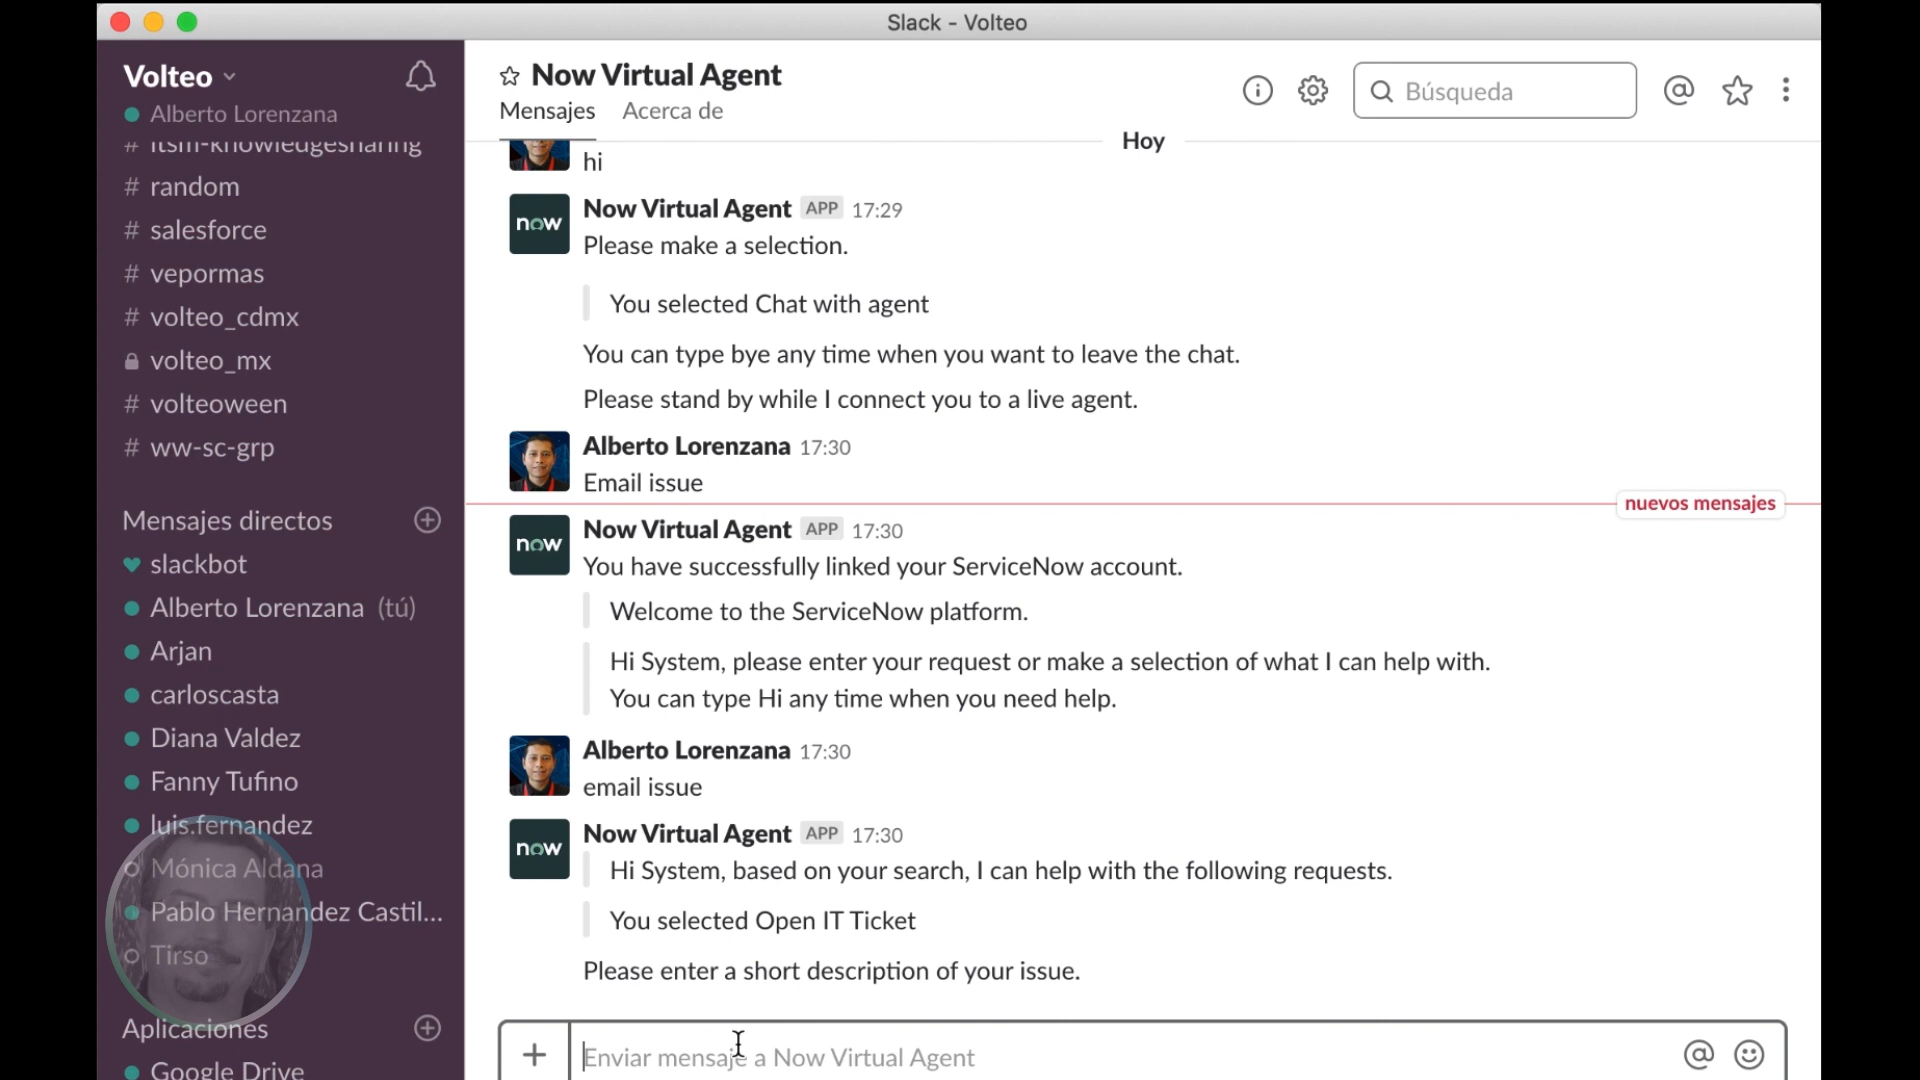 Slack - Volteo
Volteo
Alberto Lorenzana
# itsm-knowledgesharing
# random
# salesforce
# vepormas
# volteo_cdmx
volteo_mx
# volteoween
# ww-sc-grp
Mensajes directos
slackbot
Alberto Lorenzana (tú)
Arjan
carloscasta
Diana Valdez
Fanny Tufino
luis.fernandez
Mónica Aldana
Pablo Hernandez Castil...
Tirso
Aplicaciones
Google Drive
Now Virtual Agent
Mensajes Acerca de
Búsqueda
Hoy
hi
now
Now Virtual Agent APP 17:29
Please make a selection.
You selected Chat with agent
You can type bye any time when you want to leave the chat.
Please stand by while I connect you to a live agent.
Alberto Lorenzana 17:30
Email issue
nuevos mensajes
now
Now Virtual Agent APP 17:30
You have successfully linked your ServiceNow account.
Welcome to the ServiceNow platform.
Hi System, please enter your request or make a selection of what I can help with.
You can type Hi any time when you need help.
Alberto Lorenzana 17:30
email issue
now
Now Virtual Agent APP 17:30
Hi System, based on your search, I can help with the following requests.
You selected Open IT Ticket
Please enter a short description of your issue.
Enviar mensaje a Now Virtual Agent